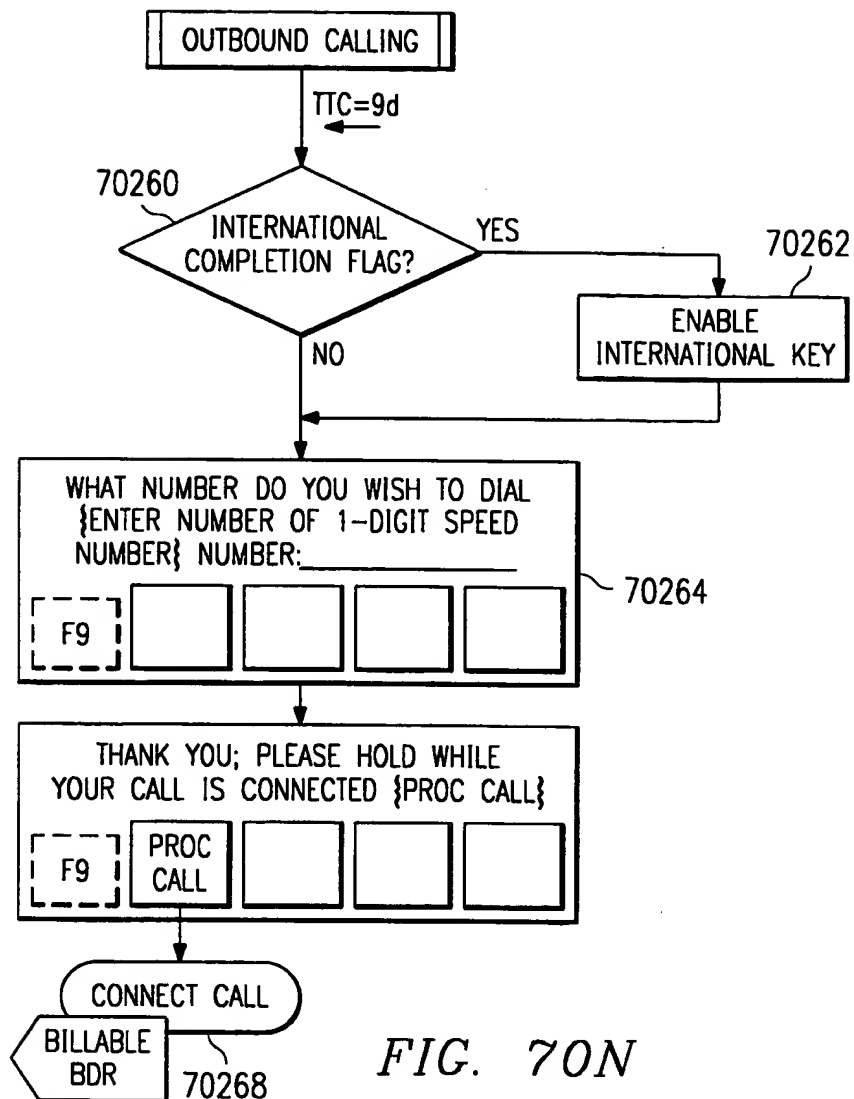 OUTBOUND CALLING
TTC=9d
70260
INTERNATIONAL
COMPLETION FLAG?
YES
70262
ENABLE
INTERNATIONAL KEY
NO
WHAT NUMBER DO YOU WISH TO DIAL
{ENTER NUMBER OF 1-DIGIT SPEED
NUMBER} NUMBER:
70264
F9
THANK YOU; PLEASE HOLD WHILE
YOUR CALL IS CONNECTED {PROC CALL}
F9
PROC
CALL
CONNECT CALL
BILLABLE
BDR
70268
FIG. 70N